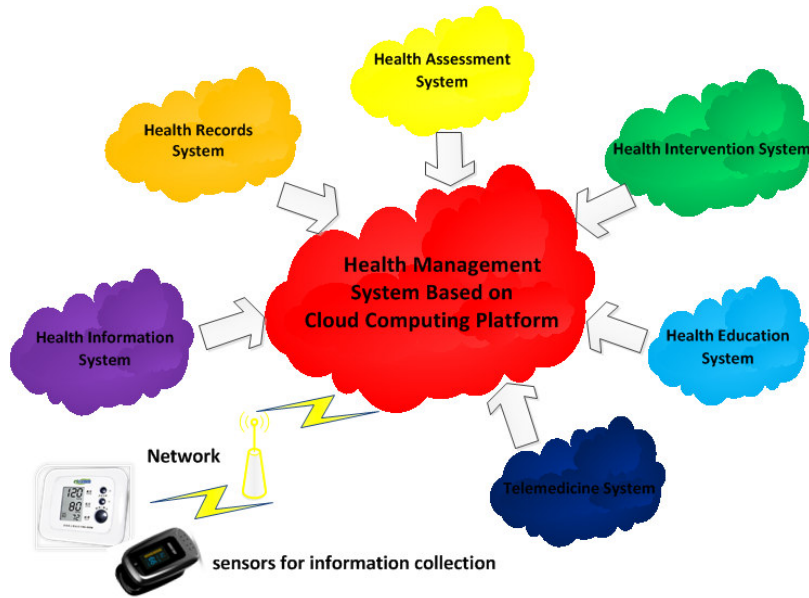 Health Assessment
System
Health Records
System
Health Intervention System
Health Management
System Based on
Cloud Computing Platform
Health Information
System
Health Education
System
Telemedicine System
Network
120
80
72
sensors for information collection